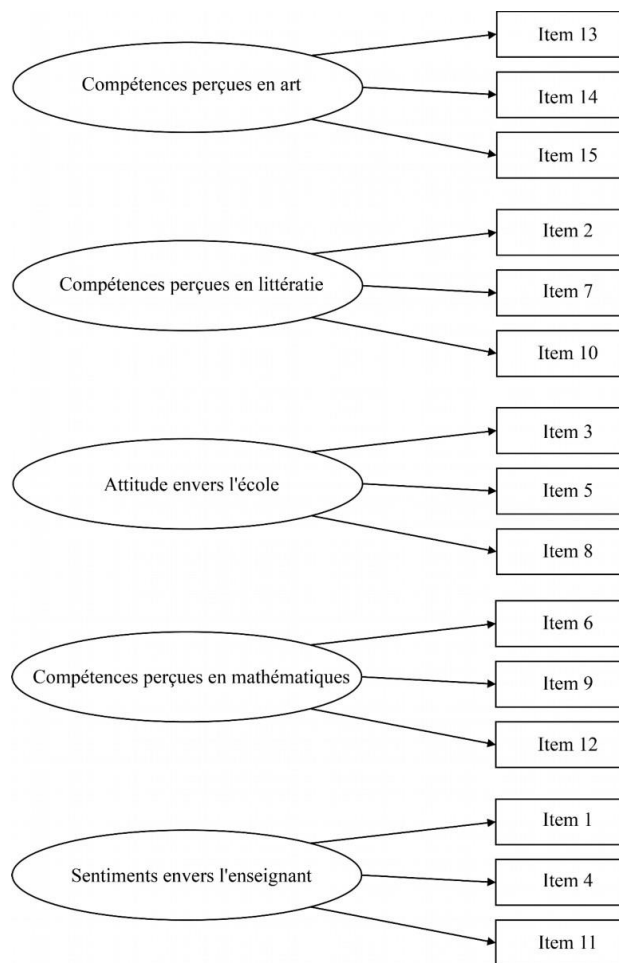 Item 13
Compétences perçues en art
Item 14
Item 15
Item 2
Compétences perçues en littératie
Item 7
Item 10
Item 3
Attitude envers l'école
Item 5
Item 8
Item 6
Compétences perçues en mathématiques
Item 9
Item 12
Item 1
Sentiments envers l'enseignant
Item 4
Item 11